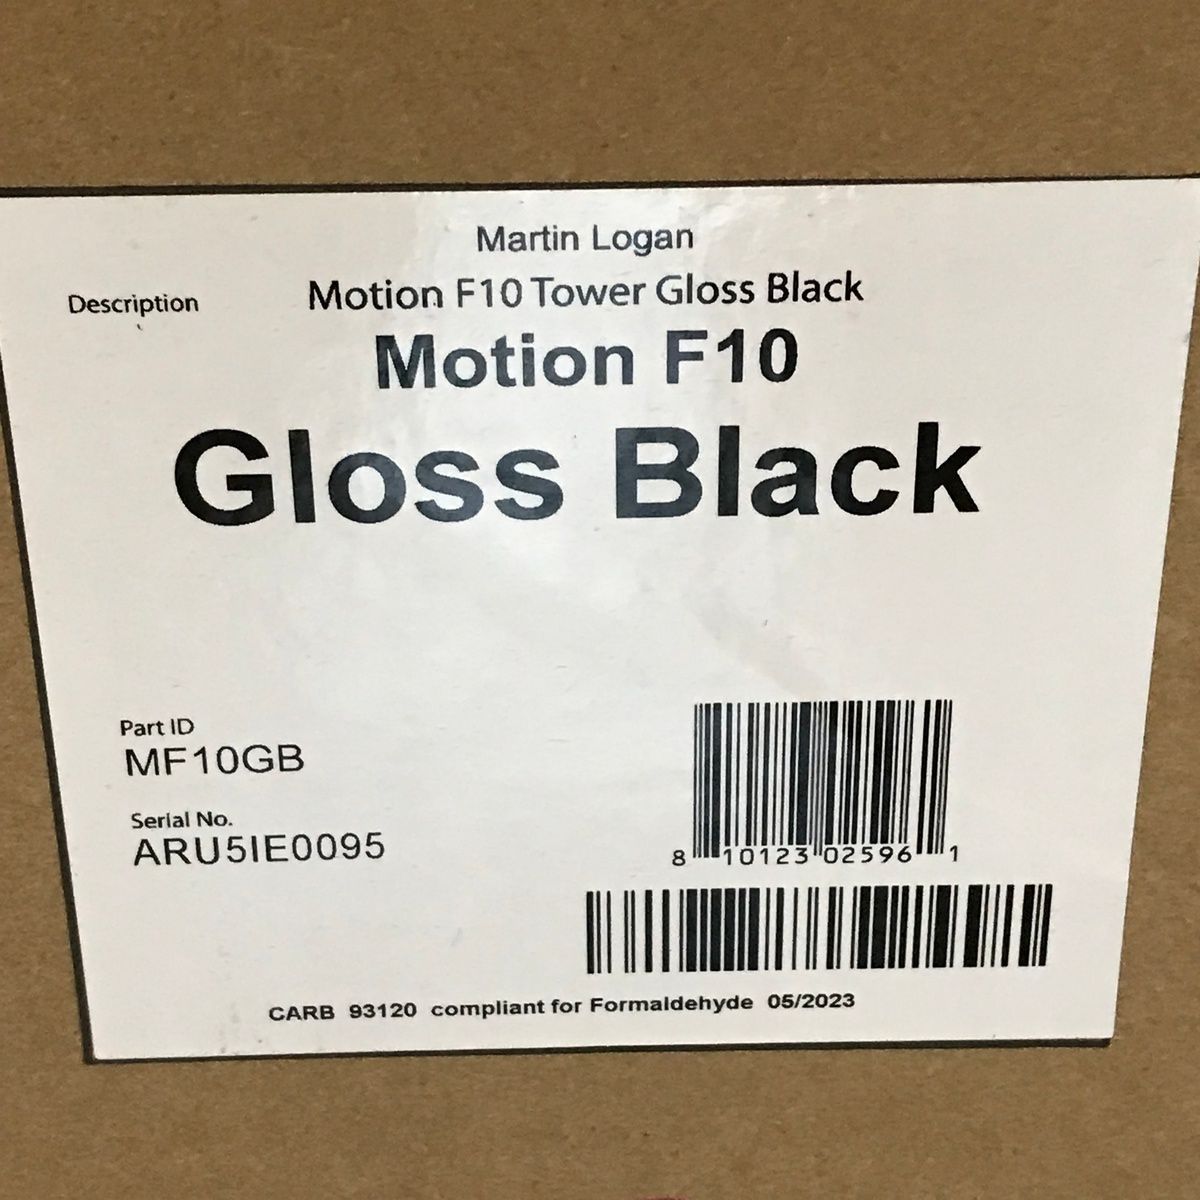 Martin Logan
Description Motion F10 Tower Gloss Black
Motion F10
Gloss Black
Part ID
MF10GB
Serial No.
ARU5IE0095
8 10123 02596 1
CARB 93120 compliant for Formaldehyde 05/2023